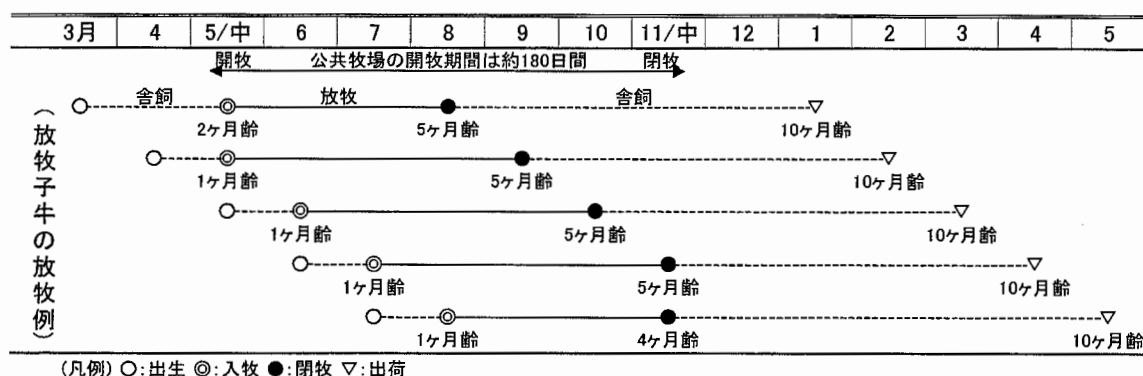 3月 4 5/中 6 7 8 9 10 11/中 12 1 2 3 4 5
開牧 公共牧場の開牧期間は約180日間 閉牧
舎飼 放牧 舎飼
2ヶ月齢 5ヶ月齢 10ヶ月齢
1ヶ月齢 5ヶ月齢 10ヶ月齢
1ヶ月齢 5ヶ月齢 10ヶ月齢
1ヶ月齢 5ヶ月齢 10ヶ月齢
1ヶ月齢 4ヶ月齢 10ヶ月齢
(放牧子牛の放牧例)
(凡例) ○:出生 ◎:入牧 ●:閉牧 ▽:出荷